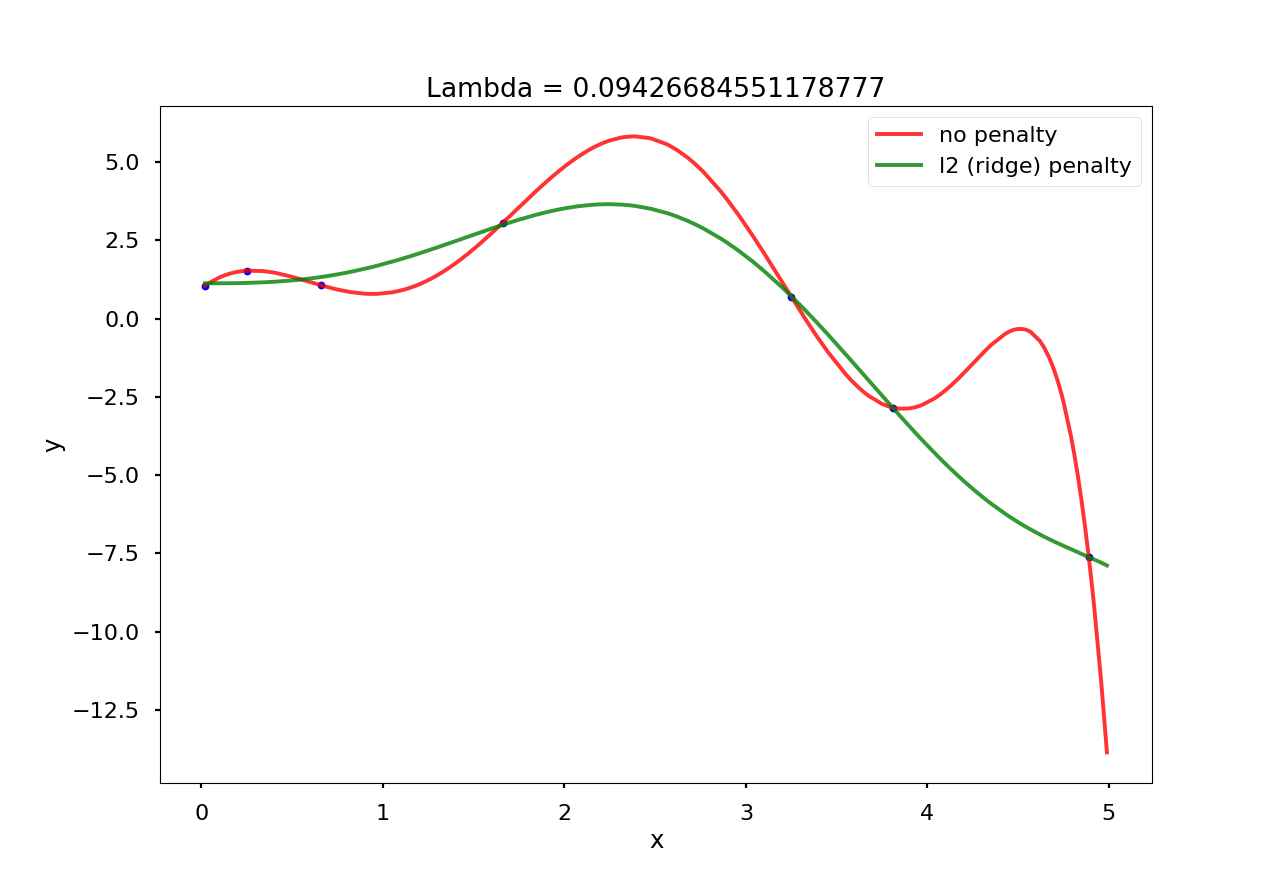 Lambda = 0.09426684551178777
no penalty
l2 (ridge) penalty
5.0
2.5
0.0
−2.5
−5.0
−7.5
−10.0
−12.5
y
0 1 2 3 4 5
x